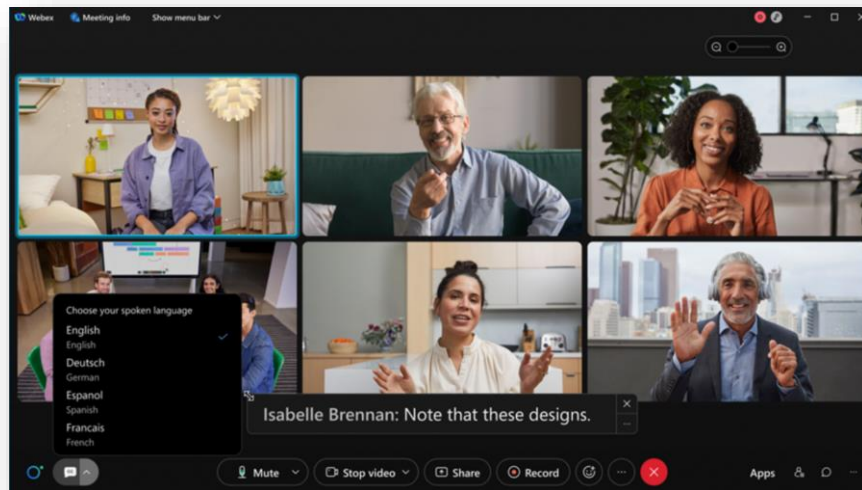 Webex Meeting info Show menu bar
Choose your spoken language
English
English
Deutsch
German
Espanol
Spanish
Francais
French
Isabelle Brennan: Note that these designs.
Mute Stop video Share Record Apps